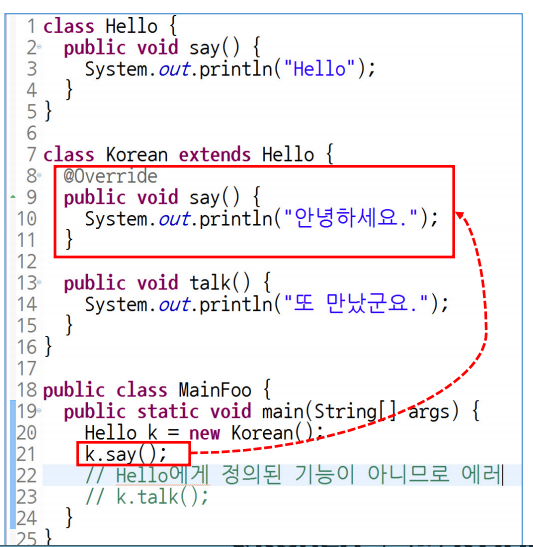 1 class Hello {
2 public void say() {
3 System.out.println("Hello");
4 }
5 }
6
7 class Korean extends Hello {
8 @Override
9 public void say() {
10 System.out.println("안녕하세요.");
11 }
12
13 public void talk() {
14 System.out.println("또 만났군요.");
15 }
16 }
17
18 public class MainFoo {
19 public static void main(String[] args) {
20 Hello k = new Korean();
21 k.say();
22 // Hello에게 정의된 기능이 아니므로 에러
23 // k.talk();
24 }
25 }